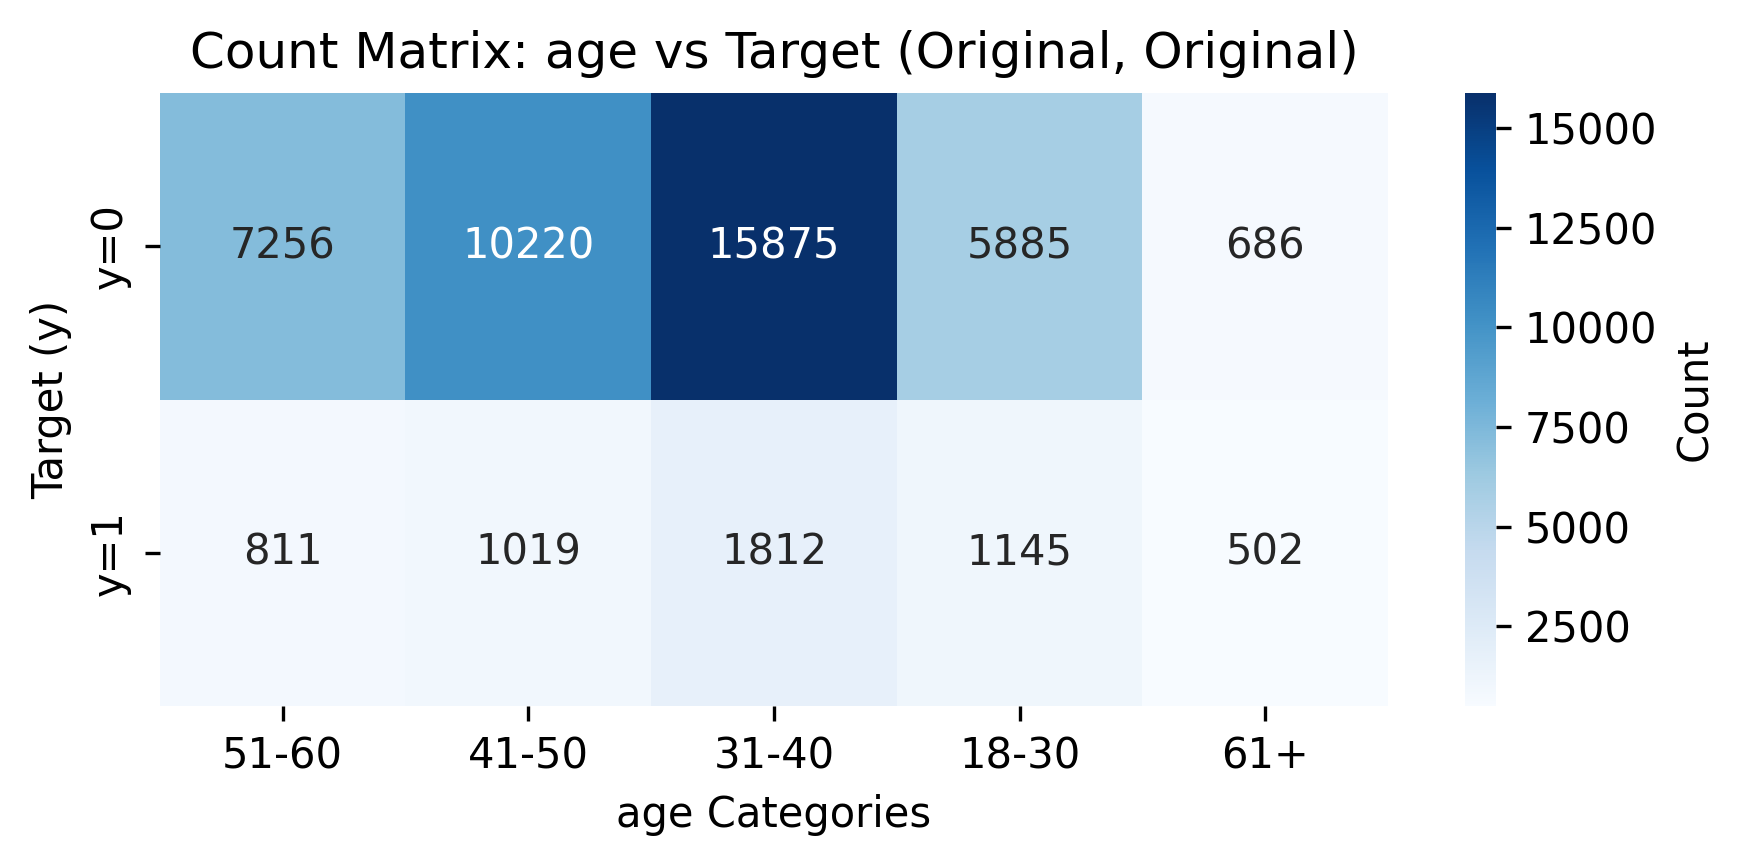 Count Matrix: age vs Target (Original, Original)
Target (y)
y=0
7256 10220 15875 5885 686
y=1
811 1019 1812 1145 502
51-60 41-50 31-40 18-30 61+
age Categories
15000
12500
10000
7500
5000
2500
Count